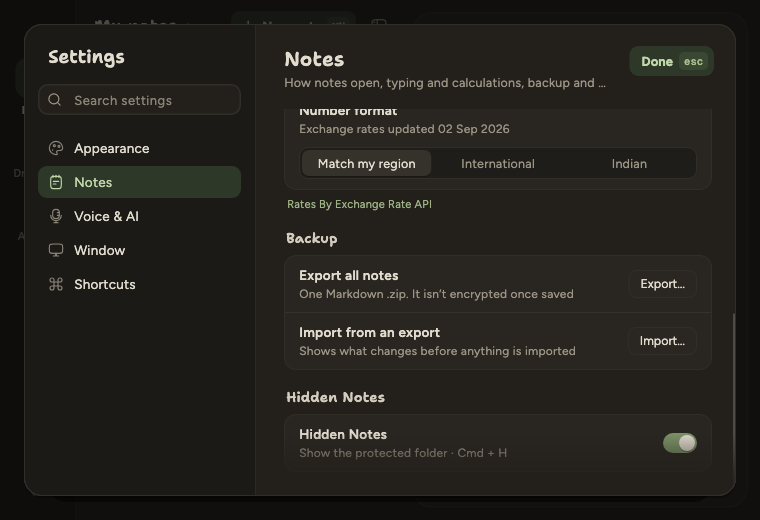 Settings
Search settings
Appearance
Notes
Voice & AI
Window
Shortcuts
Notes
How notes open, typing and calculations, backup and ...
Done esc
Number format
Exchange rates updated 02 Sep 2026
Match my region
International
Indian
Rates By Exchange Rate API
Backup
Export all notes
One Markdown .zip. It isn’t encrypted once saved
Export...
Import from an export
Shows what changes before anything is imported
Import...
Hidden Notes
Hidden Notes
Show the protected folder · Cmd + H